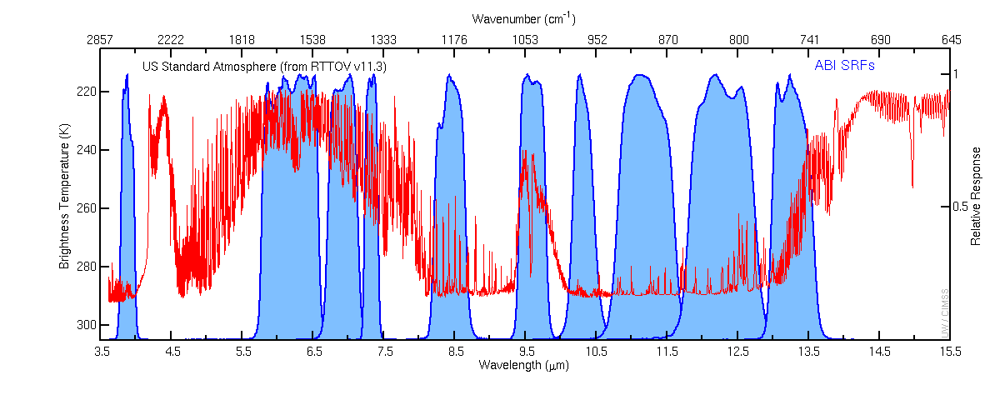 Wavenumber (cm-1)
2857 2222 1818 1538 1333 1176 1053 952 870 800 741 690 645
US Standard Atmosphere (from RTTOV v11.3)
ABI SRFs
220
240
260
280
300
Brightness Temperature (K)
1
0.5
Relative Response
UW / CIMSS
3.5 4.5 5.5 6.5 7.5 8.5 9.5 10.5 11.5 12.5 13.5 14.5 15.5
Wavelength (μm)